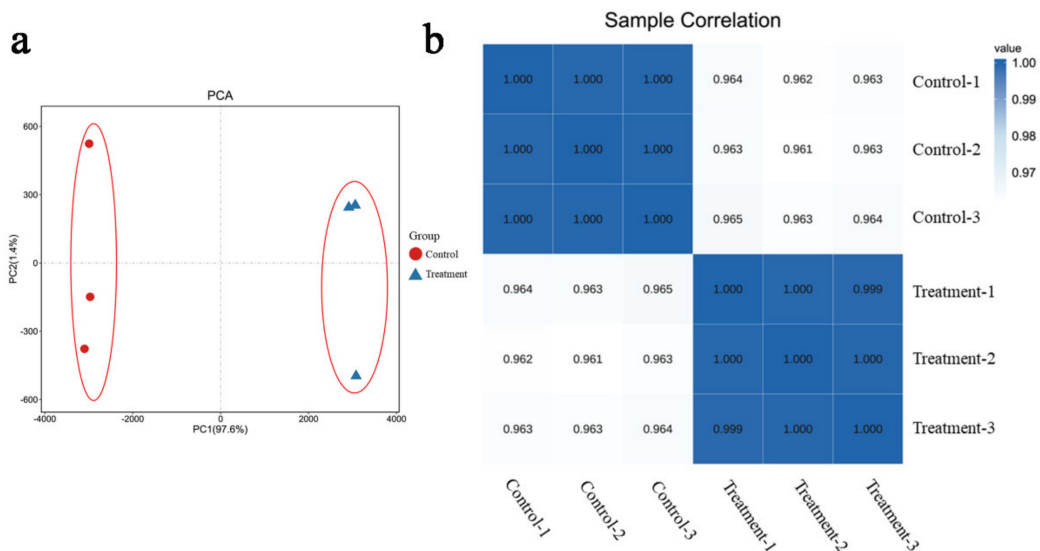 a
PCA
600
300
0
-300
-600
PC2(1.4%)
-4000 -2000 0 2000 4000
PC1(97.6%)
Group
Control
Treatment
b
Sample Correlation
1.000 1.000 1.000 0.964 0.962 0.963 Control-1
1.000 1.000 1.000 0.963 0.961 0.963 Control-2
1.000 1.000 1.000 0.965 0.963 0.964 Control-3
0.964 0.963 0.965 1.000 1.000 0.999 Treatment-1
0.962 0.961 0.963 1.000 1.000 1.000 Treatment-2
0.963 0.963 0.964 0.999 1.000 1.000 Treatment-3
Control-1 Control-2 Control-3 Treatment-1 Treatment-2 Treatment-3
value
1.00
0.99
0.98
0.97